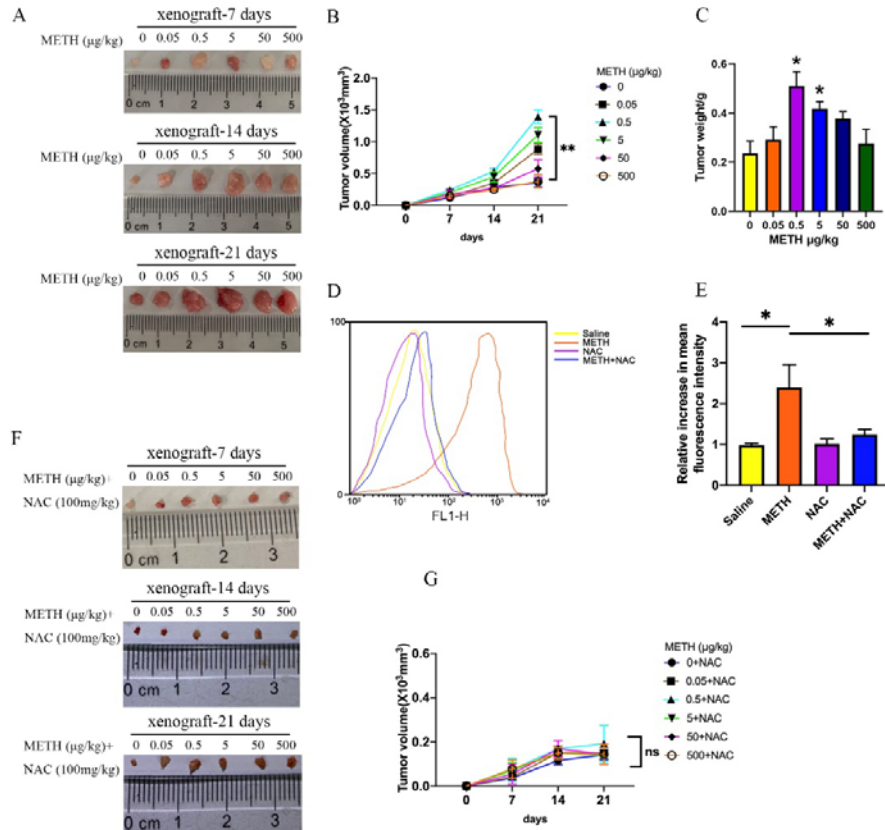 A
xenograft-7 days
METH (μg/kg) 0 0.05 0.5 5 50 500
0 cm 1 2 3 4 5
xenograft-14 days
METH (μg/kg) 0 0.05 0.5 5 50 500
0 cm 1 2 3 4 5
xenograft-21 days
METH (μg/kg) 0 0.05 0.5 5 50 500
0 cm 1 2 3 4 5
B
Tumor volume(X10³mm³)
2.0
1.5
1.0
0.5
0.0
0 7 14 21
days
METH (μg/kg)
0
0.05
0.5
5
50
500
**
C
Tumor weight/g
0.6
0.4
0.2
0.0
* *
0 0.05 0.5 5 50 500
METH μg/kg
D
100
0
10⁰ 10¹ 10² 10³ 10⁴
FL1-H
Saline
METH
NAC
METH+NAC
E
Relative increase in mean
fluorescence intensity
4
3
2
1
0
* *
Saline METH NAC METH+NAC
F
xenograft-7 days
METH (μg/kg)+ 0 0.05 0.5 5 50 500
NAC (100mg/kg)
0 cm 1 2 3
xenograft-14 days
METH (μg/kg)+ 0 0.05 0.5 5 50 500
NAC (100mg/kg)
0 cm 1 2 3
xenograft-21 days
METH (μg/kg)+ 0 0.05 0.5 5 50 500
NAC (100mg/kg)
0 cm 1 2 3
G
Tumor volume(X10³mm³)
0.6
0.4
0.2
0.0
0 7 14 21
days
METH (μg/kg)
0+NAC
0.05+NAC
0.5+NAC
5+NAC
50+NAC
500+NAC
ns